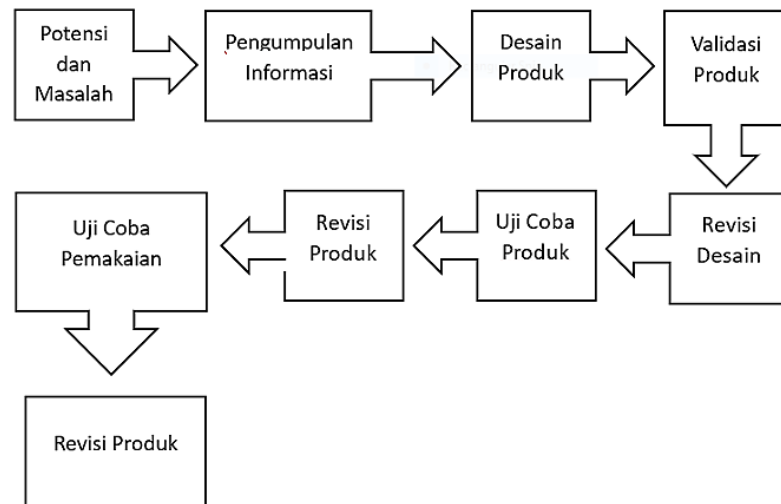 Potensi
dan
Masalah
Pengumpulan
Informasi
Desain
Produk
Validasi
Produk
Revisi
Desain
Uji Coba
Produk
Revisi
Produk
Uji Coba
Pemakaian
Revisi Produk